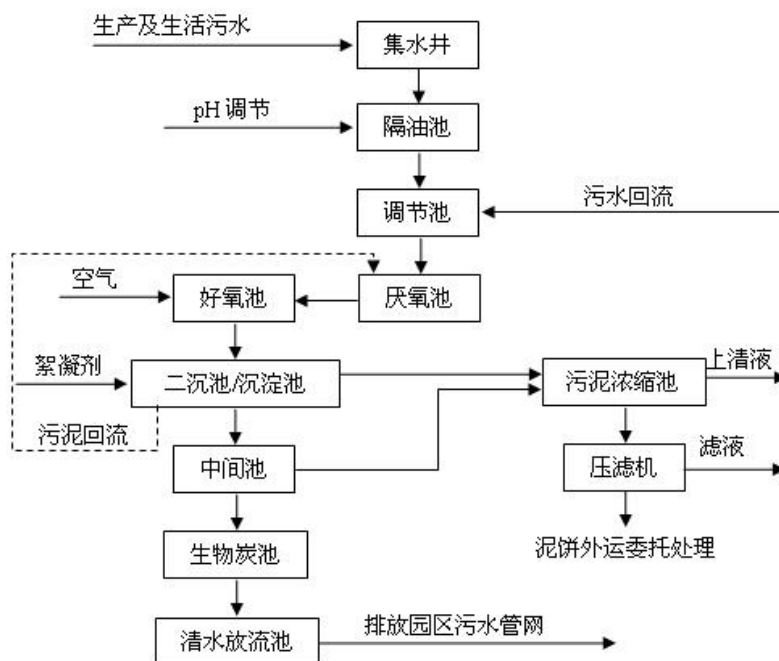 生产及生活污水
集水井
pH 调节
隔油池
调节池
污水回流
空气
好氧池
厌氧池
絮凝剂
二沉池/沉淀池
污泥浓缩池
上清液
污泥回流
中间池
压滤机
滤液
生物炭池
泥饼外运委托处理
清水放流池
排放园区污水管网